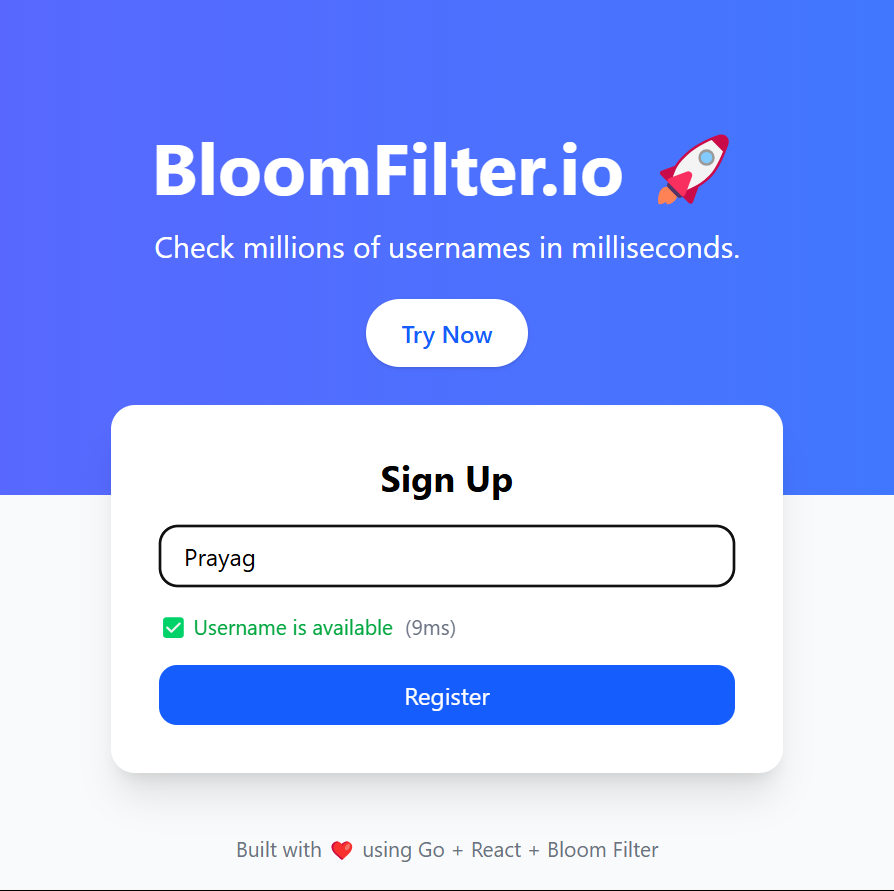 BloomFilter.io 🚀
Check millions of usernames in milliseconds.
Try Now
Sign Up
Prayag
✅ Username is available (9ms)
Register
Built with ❤️ using Go + React + Bloom Filter